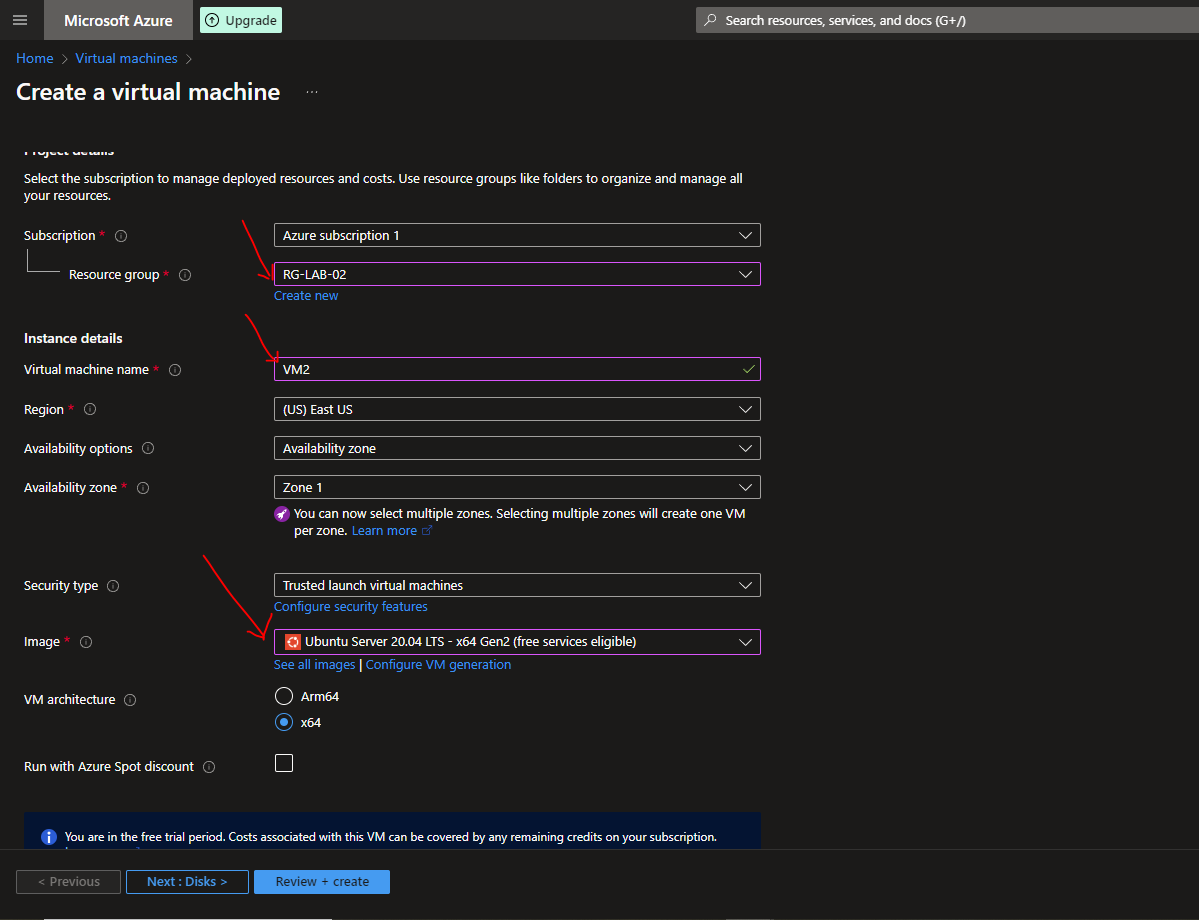 Microsoft Azure
Upgrade
Search resources, services, and docs (G+/)
Home > Virtual machines >
Create a virtual machine ...
Project details
Select the subscription to manage deployed resources and costs. Use resource groups like folders to organize and manage all
your resources.
Subscription *
Azure subscription 1
Resource group *
RG-LAB-02
Create new
Instance details
Virtual machine name *
VM2
Region *
(US) East US
Availability options
Availability zone
Availability zone *
Zone 1
You can now select multiple zones. Selecting multiple zones will create one VM
per zone. Learn more
Security type
Trusted launch virtual machines
Configure security features
Image *
Ubuntu Server 20.04 LTS - x64 Gen2 (free services eligible)
See all images | Configure VM generation
VM architecture
Arm64
x64
Run with Azure Spot discount
You are in the free trial period. Costs associated with this VM can be covered by any remaining credits on your subscription.
< Previous
Next : Disks >
Review + create